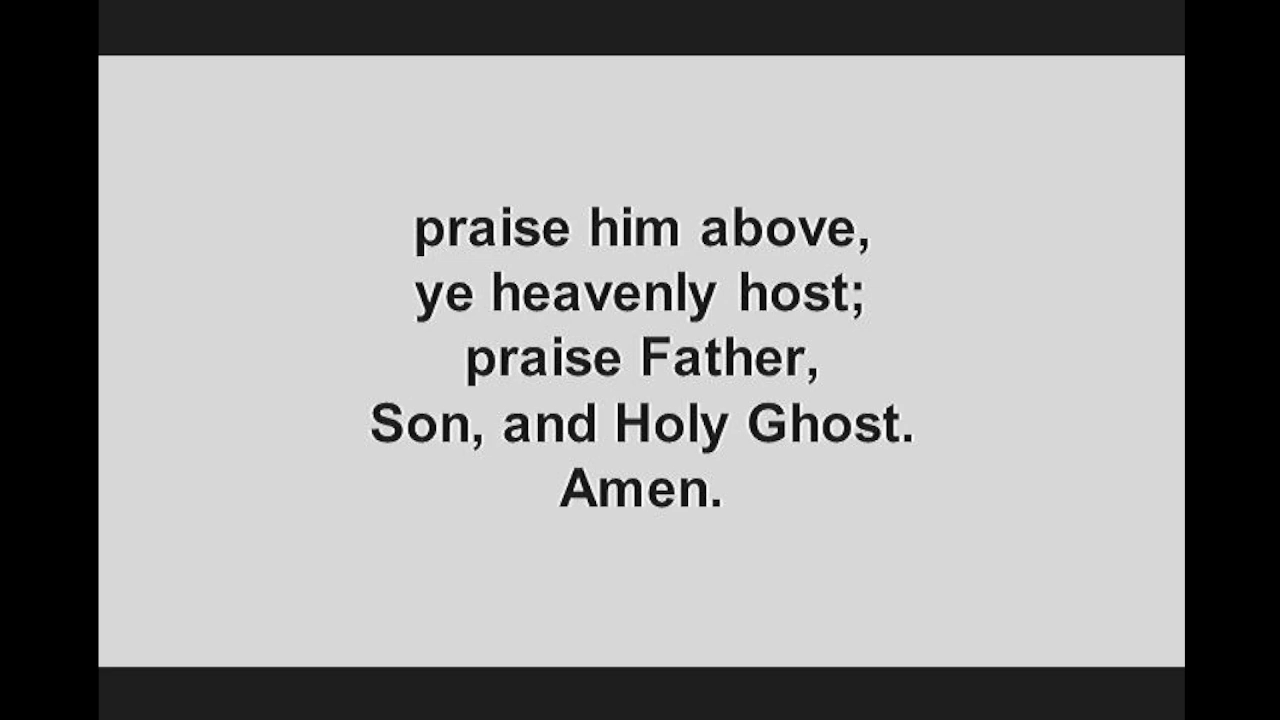 praise him above,
ye heavenly host;
praise Father,
Son, and Holy Ghost.
Amen.